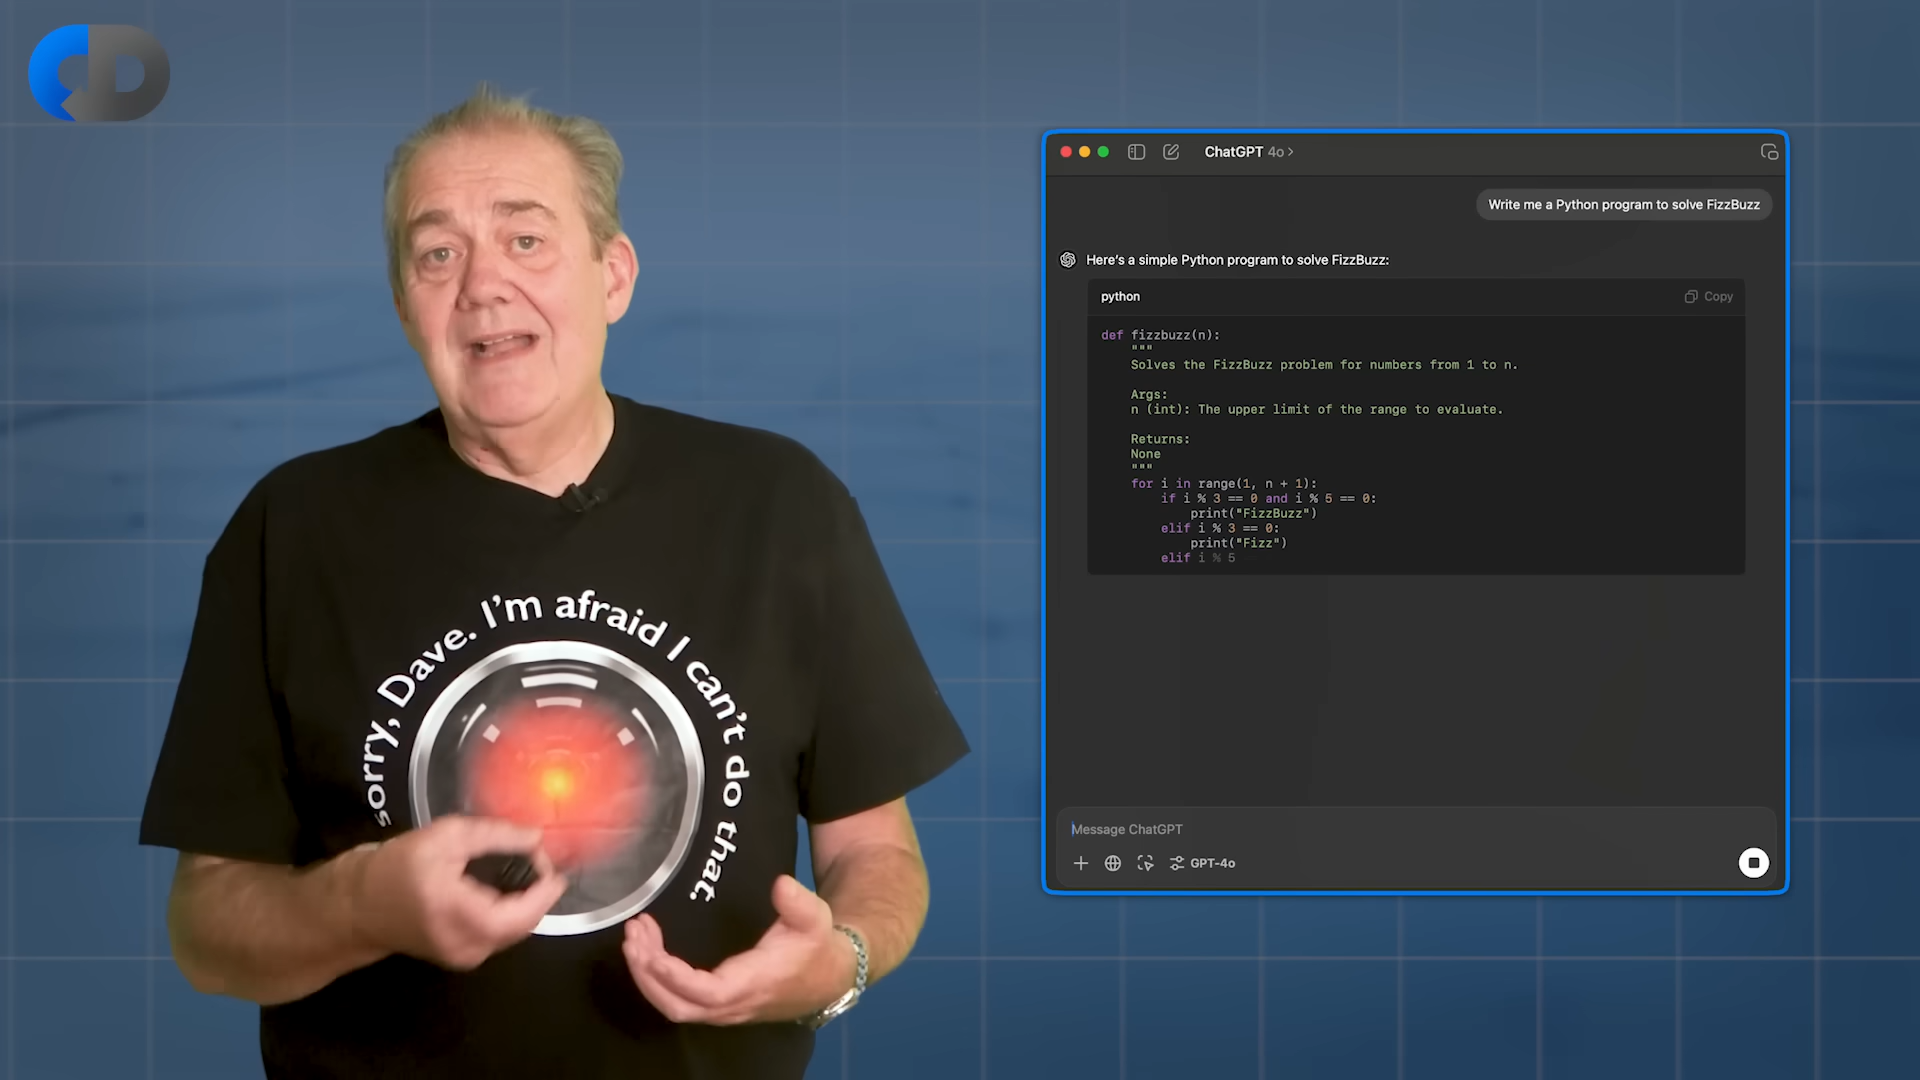 CD
sorry, Dave. I'm afraid I can't do that.
ChatGPT 4o >
Write me a Python program to solve FizzBuzz
Here's a simple Python program to solve FizzBuzz:
python
Copy
def fizzbuzz(n):
"""
Solves the FizzBuzz problem for numbers from 1 to n.
Args:
n (int): The upper limit of the range to evaluate.
Returns:
None
"""
for i in range(1, n + 1):
if i % 3 == 0 and i % 5 == 0:
print("FizzBuzz")
elif i % 3 == 0:
print("Fizz")
elif i % 5
Message ChatGPT
GPT-4o